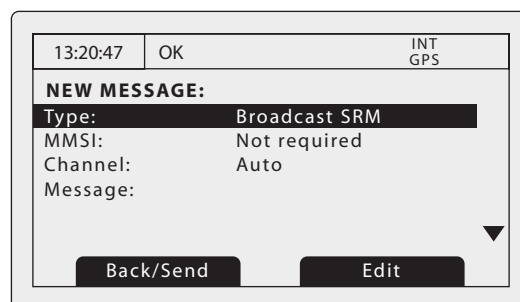 13:20:47 OK INT
GPS
NEW MESSAGE:
Type: Broadcast SRM
MMSI: Not required
Channel: Auto
Message:
Back/Send Edit